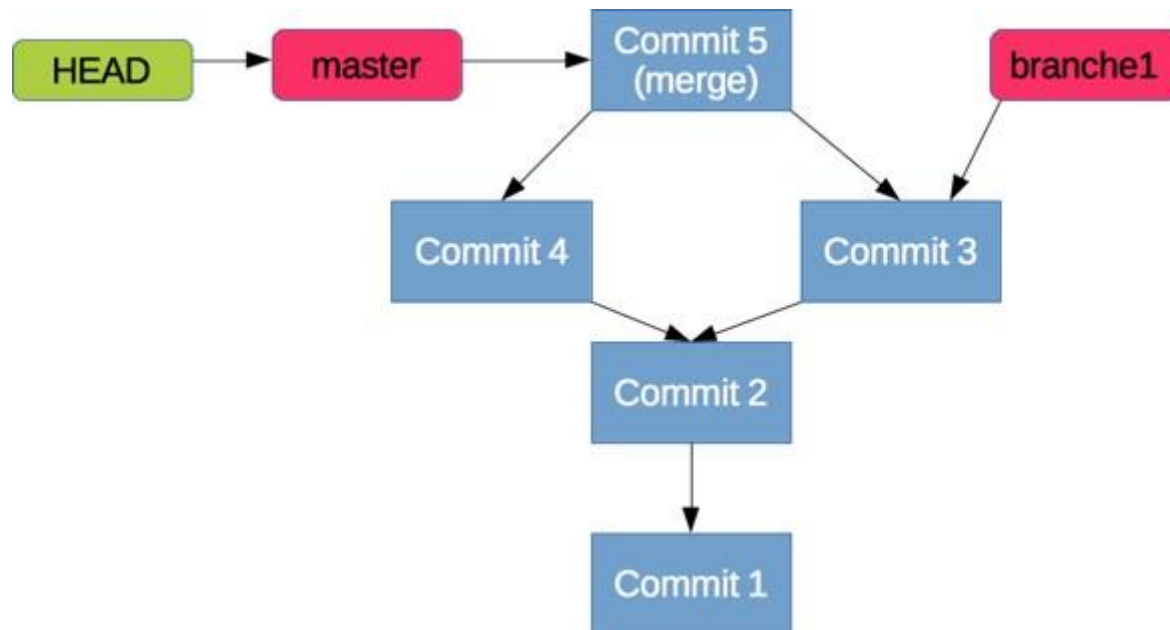 HEAD
master
Commit 5
(merge)
branche1
Commit 4
Commit 3
Commit 2
Commit 1